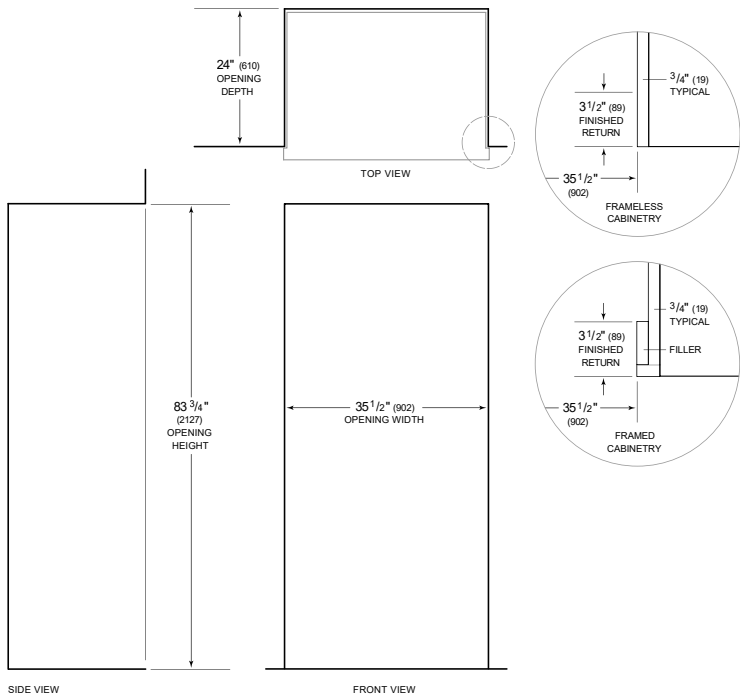 24" (610)
OPENING
DEPTH
TOP VIEW
3/4" (19)
TYPICAL
3 1/2" (89)
FINISHED
RETURN
35 1/2"
(902)
FRAMELESS
CABINETRY
3/4" (19)
TYPICAL
3 1/2" (89)
FINISHED
RETURN
FILLER
35 1/2"
(902)
FRAMED
CABINETRY
83 3/4"
(2127)
OPENING
HEIGHT
35 1/2" (902)
OPENING WIDTH
SIDE VIEW
FRONT VIEW